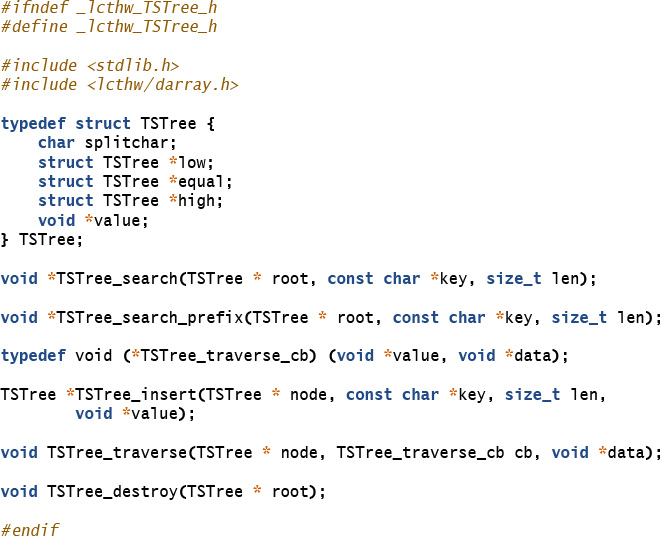 #ifndef _lcthw_TSTree_h
#define _lcthw_TSTree_h

#include <stdlib.h>
#include <lcthw/darray.h>

typedef struct TSTree {
    char splitchar;
    struct TSTree *low;
    struct TSTree *equal;
    struct TSTree *high;
    void *value;
} TSTree;

void *TSTree_search(TSTree * root, const char *key, size_t len);

void *TSTree_search_prefix(TSTree * root, const char *key, size_t len);

typedef void (*TSTree_traverse_cb) (void *value, void *data);

TSTree *TSTree_insert(TSTree * node, const char *key, size_t len,
        void *value);

void TSTree_traverse(TSTree * node, TSTree_traverse_cb cb, void *data);

void TSTree_destroy(TSTree * root);

#endif